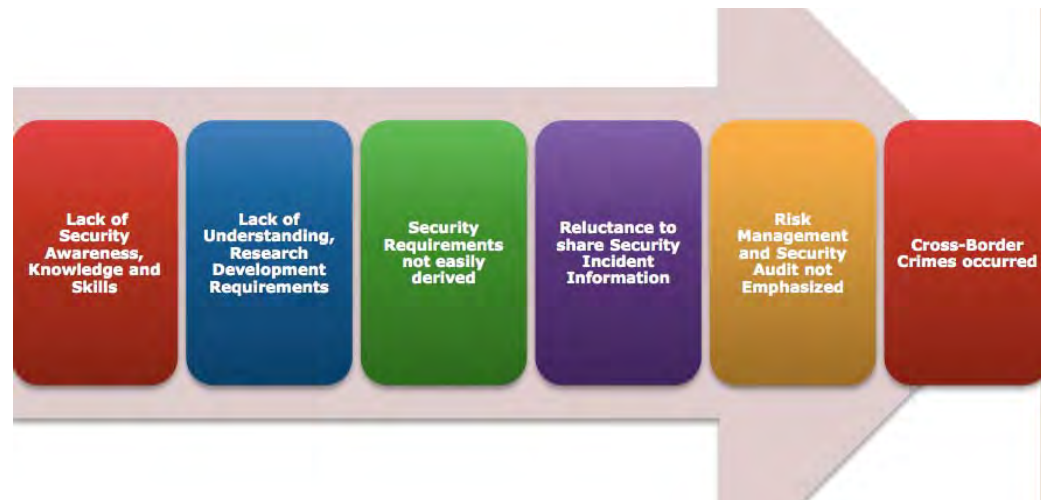 Lack of
Security
Awareness,
Knowledge and
Skills
Lack of
Understanding,
Research
Development
Requirements
Security
Requirements
not easily
derived
Reluctance to
share Security
Incident
Information
Risk
Management
and Security
Audit not
Emphasized
Cross-Border
Crimes occurred